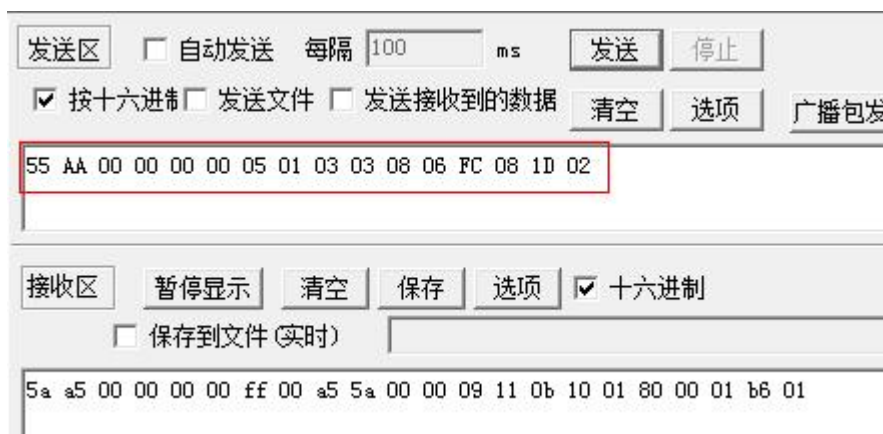 发送区 自动发送 每隔 100 ms 发送 停止
按十六进制 发送文件 发送接收到的数据 清空 选项 广播包发
55 AA 00 00 00 00 05 01 03 03 08 06 FC 08 1D 02
接收区 暂停显示 清空 保存 选项 十六进制
保存到文件(实时)
5a a5 00 00 00 00 ff 00 a5 5a 00 00 09 11 0b 10 01 80 00 01 b6 01